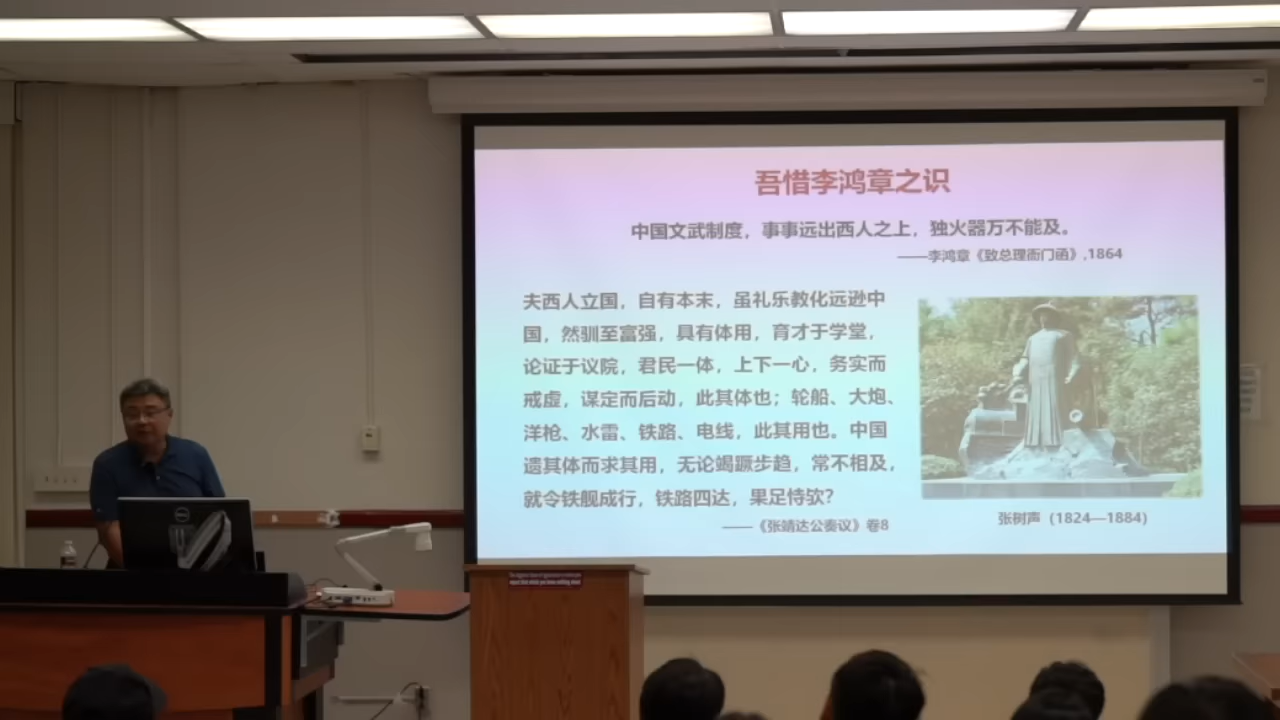 吾惜李鸿章之识
中国文武制度，事事远出西人之上，独火器万不能及。
——李鸿章《致总理而门函》,1864
夫西人立国，自有本末，虽礼乐教化远逊中
国，然驯至富强，具有体用，育才于学堂，
论证于议院，君民一体，上下一心，务实而
戒虚，谋定而后动，此其体也；轮船、大炮、
洋枪、水雷、铁路、电线，此其用也。中国
遗其体而求其用，无论竭蹶步趋，常不相及，
就令铁舰成行，铁路四达，果足恃欤？
——《张靖达公奏议》卷8
张树声（1824—1884）
DELL